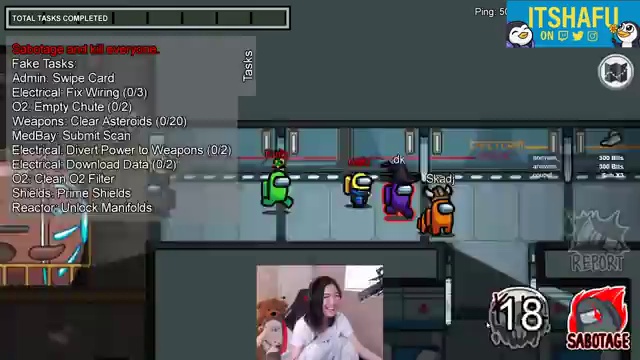 TOTAL TASKS COMPLETED
Ping: 50
ITSHAFU
ON
Sabotage and kill everyone.
Fake Tasks:
Admin: Swipe Card
Electrical: Fix Wiring (0/3)
O2: Empty Chute (0/2)
Weapons: Clear Asteroids (0/20)
MedBay: Submit Scan
Electrical: Divert Power to Weapons (0/2)
Electrical: Download Data (0/2)
O2: Clean O2 Filter
Shields: Prime Shields
Reactor: Unlock Manifolds
Tasks
dk
Skadj
REPORT
18
SABOTAGE